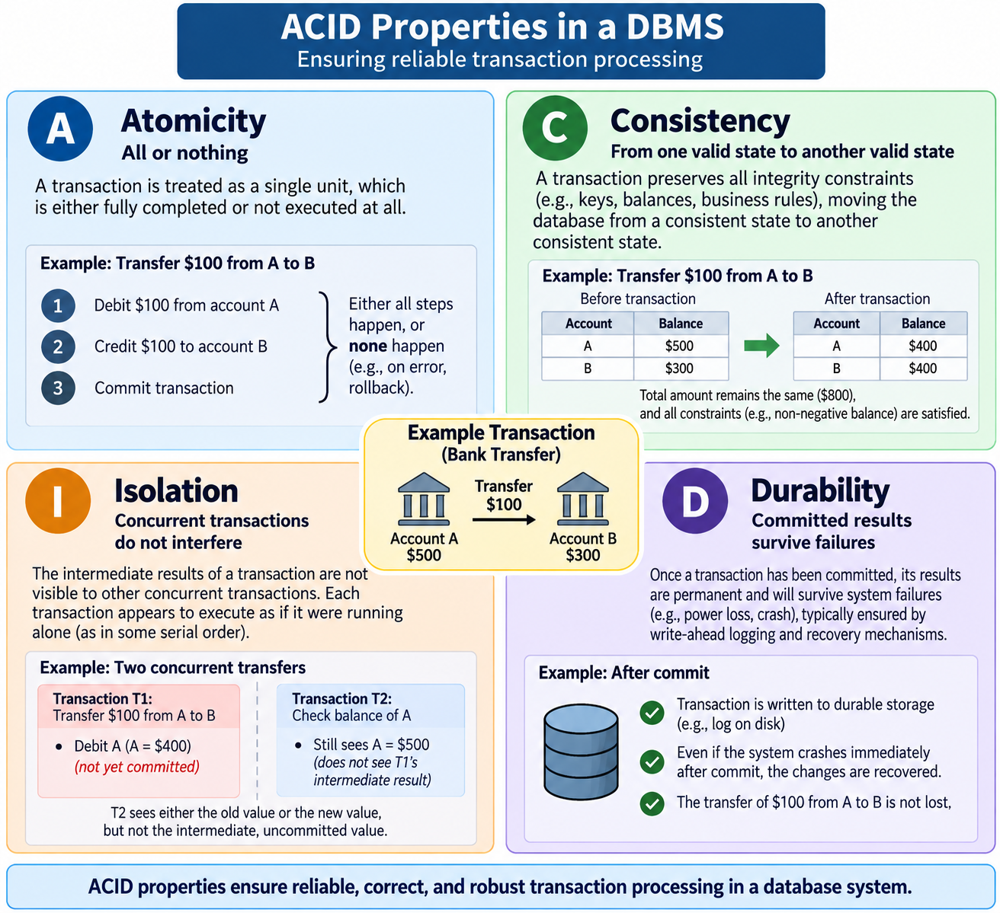 ACID Properties in a DBMS
Ensuring reliable transaction processing
A
Atomicity
All or nothing
A transaction is treated as a single unit, which
is either fully completed or not executed at all.
Example: Transfer $100 from A to B
1 Debit $100 from account A
2 Credit $100 to account B
3 Commit transaction
Either all steps
happen, or
none happen
(e.g., on error,
rollback).
C
Consistency
From one valid state to another valid state
A transaction preserves all integrity constraints
(e.g., keys, balances, business rules), moving the
database from a consistent state to another
consistent state.
Example: Transfer $100 from A to B
Before transaction
Account Balance
A $500
B $300
After transaction
Account Balance
A $400
B $400
Total amount remains the same ($800),
and all constraints (e.g., non-negative balance) are satisfied.
Example Transaction
(Bank Transfer)
Transfer
$100
Account A
$500
Account B
$300
I
Isolation
Concurrent transactions
do not interfere
The intermediate results of a transaction are not
visible to other concurrent transactions. Each
transaction appears to execute as if it were running
alone (as in some serial order).
Example: Two concurrent transfers
Transaction T1:
Transfer $100 from A to B
• Debit A (A = $400)
(not yet committed)
Transaction T2:
Check balance of A
• Still sees A = $500
(does not see T1's
intermediate result)
T2 sees either the old value or the new value,
but not the intermediate, uncommitted value.
D
Durability
Committed results
survive failures
Once a transaction has been committed, its results
are permanent and will survive system failures
(e.g., power loss, crash), typically ensured by
write-ahead logging and recovery mechanisms.
Example: After commit
Transaction is written to durable storage
(e.g., log on disk)
Even if the system crashes immediately
after commit, the changes are recovered.
The transfer of $100 from A to B is not lost,
ACID properties ensure reliable, correct, and robust transaction processing in a database system.